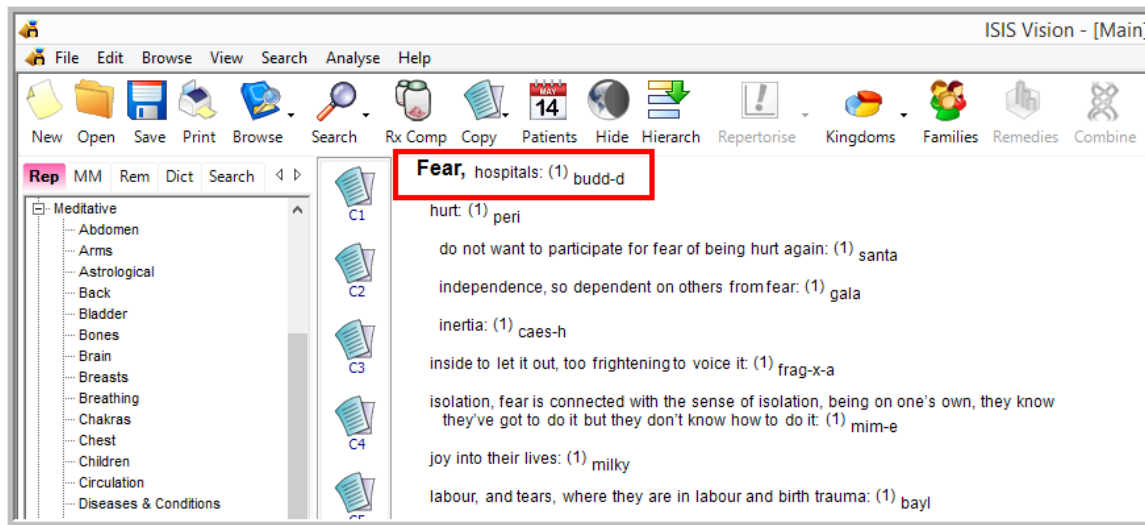 ISIS Vision - [Main]
File Edit Browse View Search Analyse Help
MAY
14
New Open Save Print Browse Search Rx Comp Copy Patients Hide Hierarch Repertorise Kingdoms Families Remedies Combine
Rep MM Rem Dict Search
Meditative
Abdomen
Arms
Astrological
Back
Bladder
Bones
Brain
Breasts
Breathing
Chakras
Chest
Children
Circulation
Diseases & Conditions
C1
C2
C3
C4
C5
Fear, hospitals: (1) budd-d
hurt: (1) peri
do not want to participate for fear of being hurt again: (1) santa
independence, so dependent on others from fear: (1) gala
inertia: (1) caes-h
inside to let it out, too frightening to voice it: (1) frag-x-a
isolation, fear is connected with the sense of isolation, being on one's own, they know
they've got to do it but they don't know how to do it: (1) mim-e
joy into their lives: (1) milky
labour, and tears, where they are in labour and birth trauma: (1) bayl